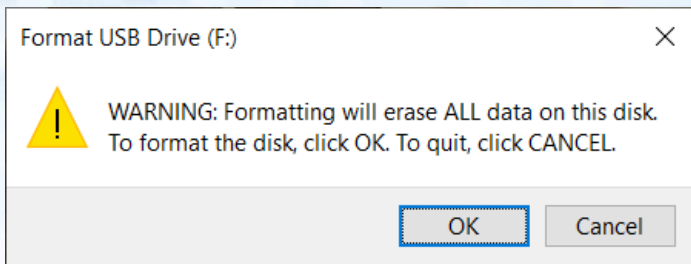 Format USB Drive (F:)
WARNING: Formatting will erase ALL data on this disk.
To format the disk, click OK. To quit, click CANCEL.
OK
Cancel